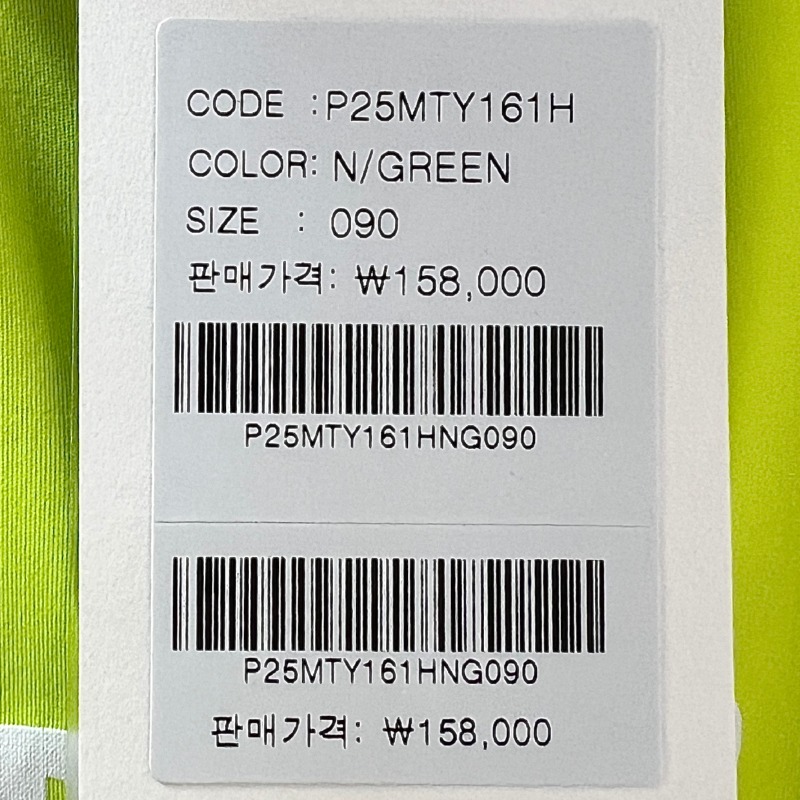 CODE :P25MTY161H
COLOR: N/GREEN
SIZE : 090
판매가격: ₩158,000
P25MTY161HNG090
P25MTY161HNG090
판매가격: ₩158,000